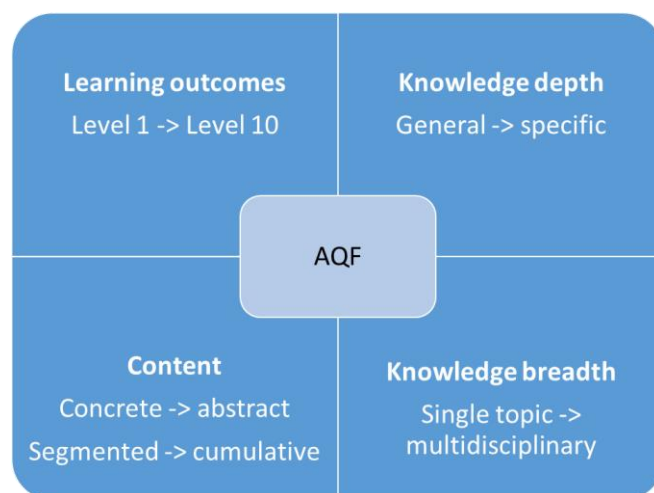 Learning outcomes
Level 1 -> Level 10
Knowledge depth
General -> specific
AQF
Content
Concrete -> abstract
Segmented -> cumulative
Knowledge breadth
Single topic ->
multidisciplinary